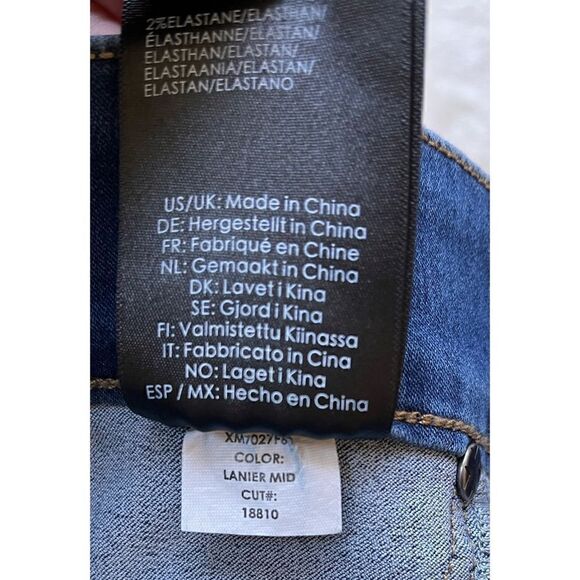 2%ELASTANE/ELASTHAN/
ÉLASTHANNE/ELASTAN/
ELASTHAN/ELASTAN/
ELASTAANIA/ELASTAN/
ELASTAN/ELASTANO
US/UK: Made in China
DE: Hergestellt in China
FR: Fabriqué en Chine
NL: Gemaakt in China
DK: Lavet i Kina
SE: Gjord i Kina
FI: Valmistettu Kiinassa
IT: Fabbricato in Cina
NO: Laget i Kina
ESP / MX: Hecho en China
COLOR:
LANIER MID
CUT#:
18810